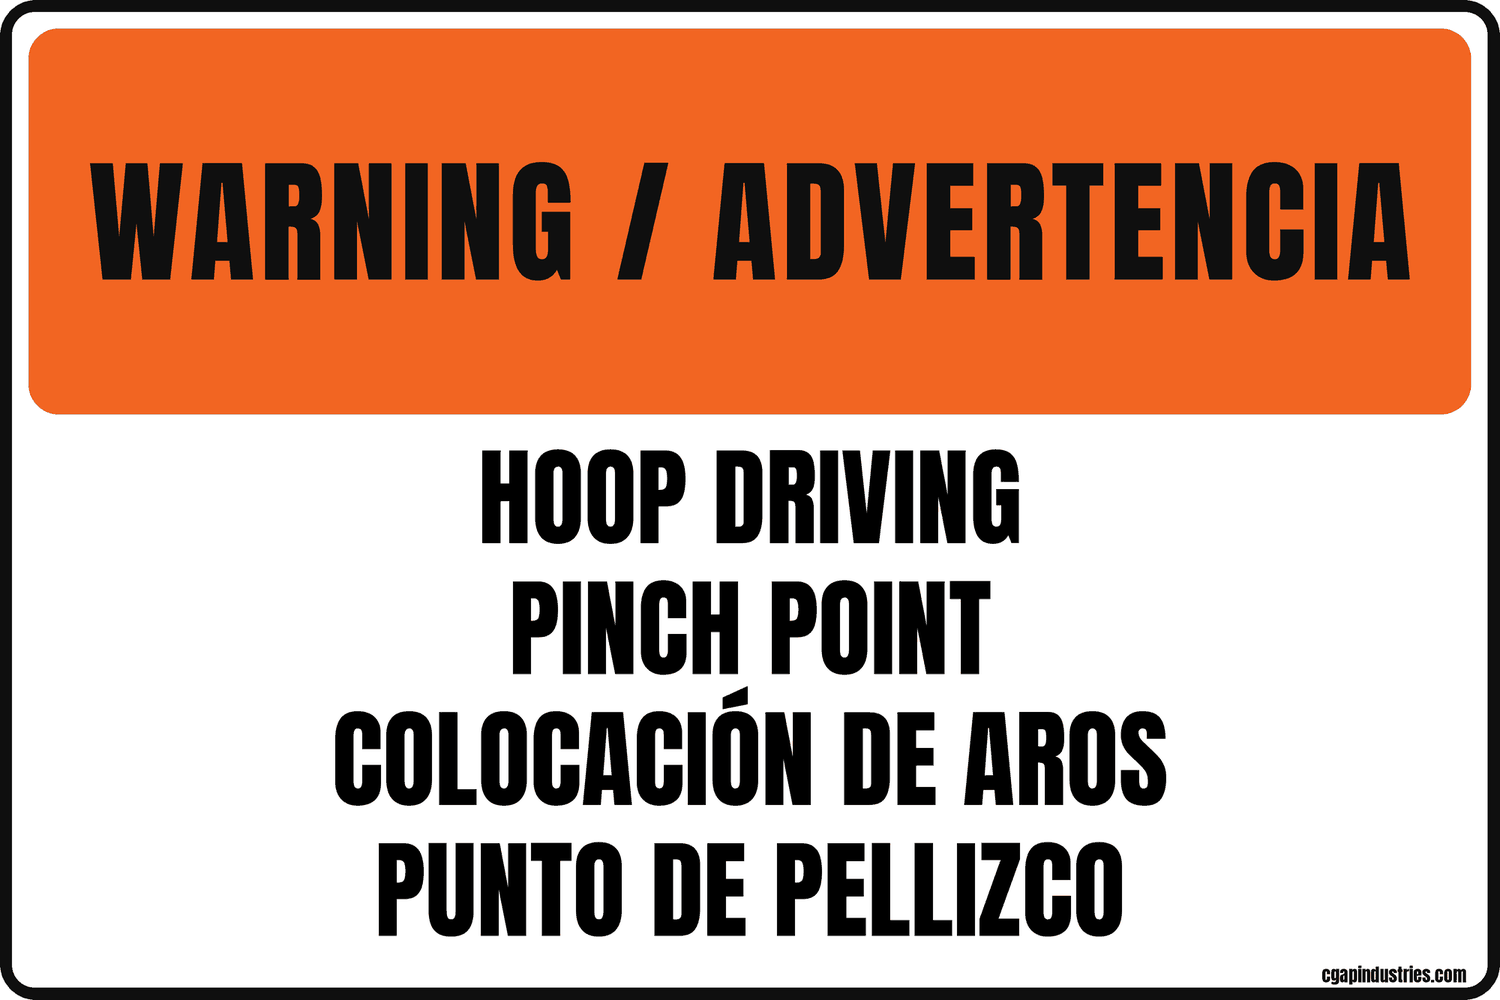 WARNING / ADVERTENCIA
HOOP DRIVING
PINCH POINT
COLOCACIÓN DE AROS
PUNTO DE PELLIZCO
cgapindustries.com